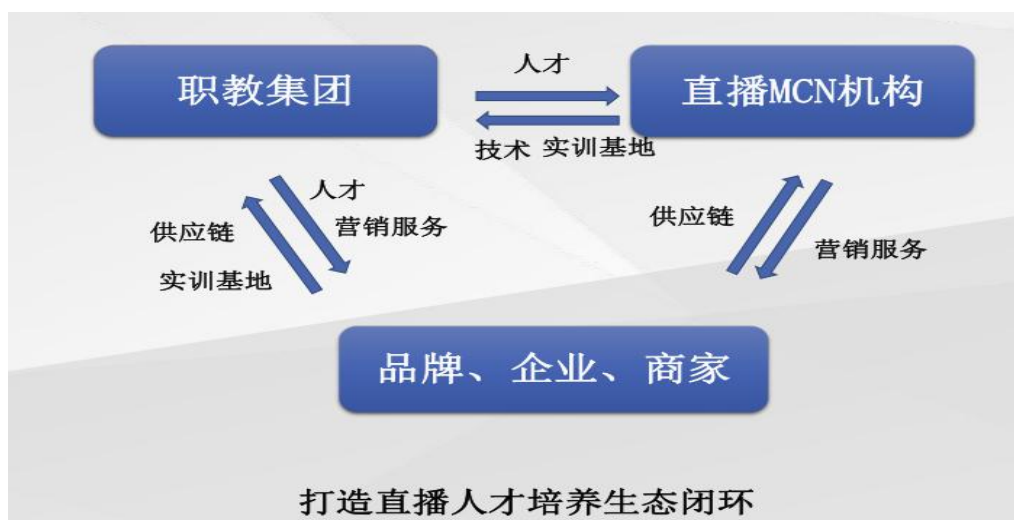 职教集团
人才
直播MCN机构
技术 实训基地
人才
供应链
营销服务
实训基地
供应链
营销服务
品牌、企业、商家
打造直播人才培养生态闭环